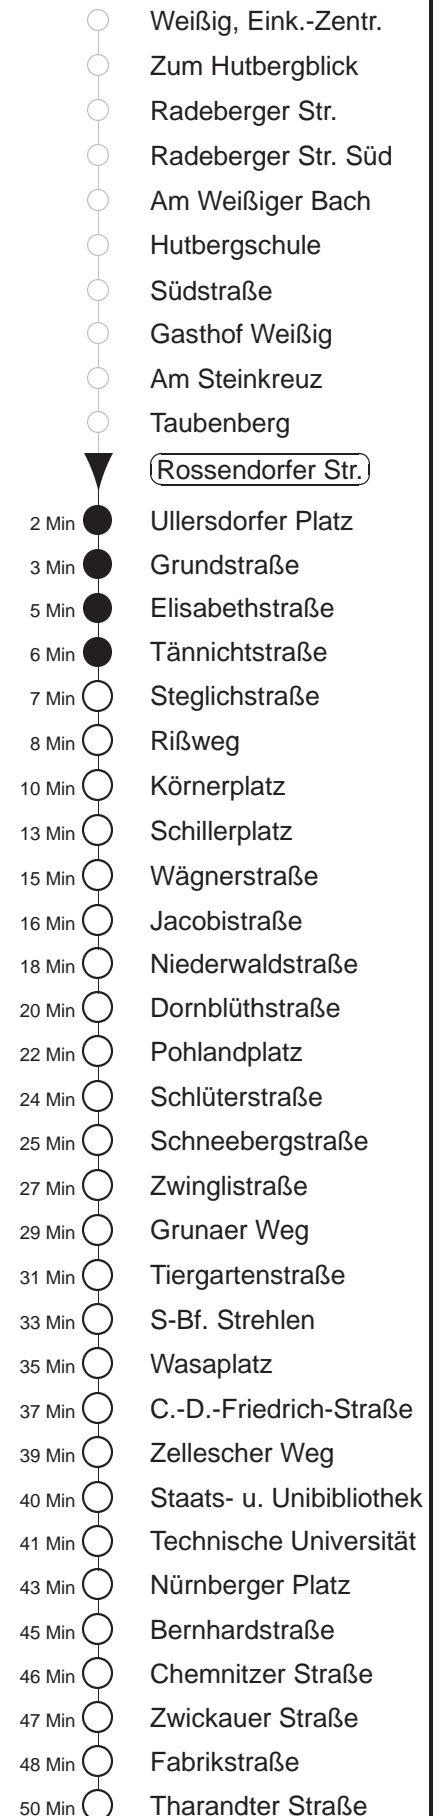 Weißig, Eink.-Zentr.
Zum Hutbergblick
Radeberger Str.
Radeberger Str. Süd
Am Weißiger Bach
Hutbergschule
Südstraße
Gasthof Weißig
Am Steinkreuz
Taubenberg
Rossendorfer Str.
2 Min Ullersdorfer Platz
3 Min Grundstraße
5 Min Elisabethstraße
6 Min Tännichtstraße
7 Min Steglichstraße
8 Min Rißweg
10 Min Körnerplatz
13 Min Schillerplatz
15 Min Wägnerstraße
16 Min Jacobistraße
18 Min Niederwaldstraße
20 Min Dornblüthstraße
22 Min Pohlandplatz
24 Min Schlüterstraße
25 Min Schneebergstraße
27 Min Zwinglistraße
29 Min Grunaer Weg
31 Min Tiergartenstraße
33 Min S-Bf. Strehlen
35 Min Wasaplatz
37 Min C.-D.-Friedrich-Straße
39 Min Zellescher Weg
40 Min Staats- u. Unibibliothek
41 Min Technische Universität
43 Min Nürnberger Platz
45 Min Bernhardstraße
46 Min Chemnitzer Straße
47 Min Zwickauer Straße
48 Min Fabrikstraße
50 Min Tharandter Straße